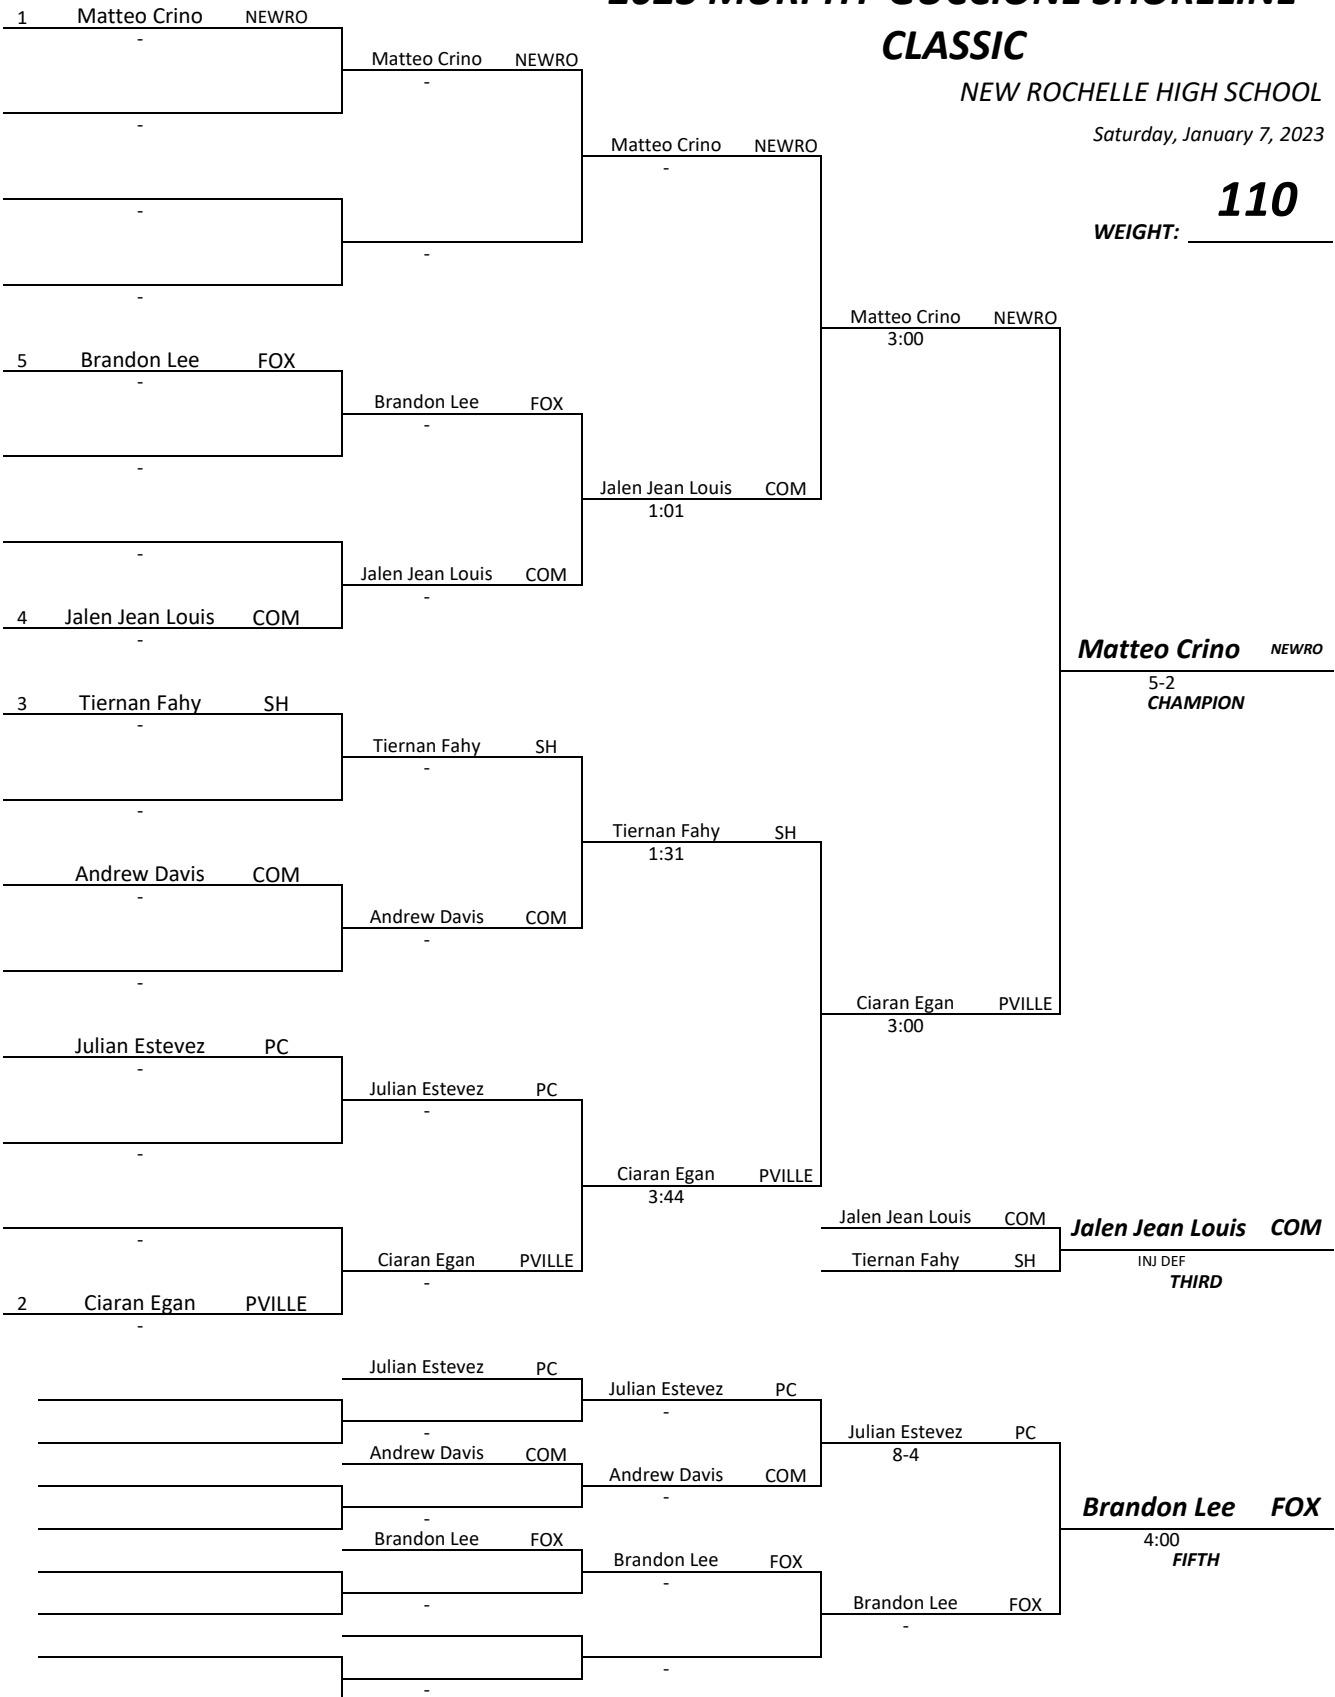 CLASSIC
NEW ROCHELLE HIGH SCHOOL
Saturday, January 7, 2023
110
WEIGHT:
1 Matteo Crino NEWRO
-
Matteo Crino NEWRO
-
-
Matteo Crino NEWRO
-
-
-
-
Matteo Crino NEWRO
3:00
5 Brandon Lee FOX
-
Brandon Lee FOX
-
-
Jalen Jean Louis COM
1:01
-
Jalen Jean Louis COM
-
4 Jalen Jean Louis COM
-
Matteo Crino NEWRO
5-2
CHAMPION
3 Tiernan Fahy SH
-
Tiernan Fahy SH
-
-
Tiernan Fahy SH
1:31
Andrew Davis COM
-
Andrew Davis COM
-
-
Ciaran Egan PVILLE
3:00
Julian Estevez PC
-
Julian Estevez PC
-
-
Ciaran Egan PVILLE
3:44
-
Ciaran Egan PVILLE
-
2 Ciaran Egan PVILLE
-
Jalen Jean Louis COM
Jalen Jean Louis COM
Tiernan Fahy SH
INJ DEF
THIRD
Julian Estevez PC
Julian Estevez PC
-
-
Julian Estevez PC
8-4
Andrew Davis COM
Andrew Davis COM
-
-
Brandon Lee FOX
4:00
FIFTH
Brandon Lee FOX
Brandon Lee FOX
-
-
Brandon Lee FOX
-
-
-